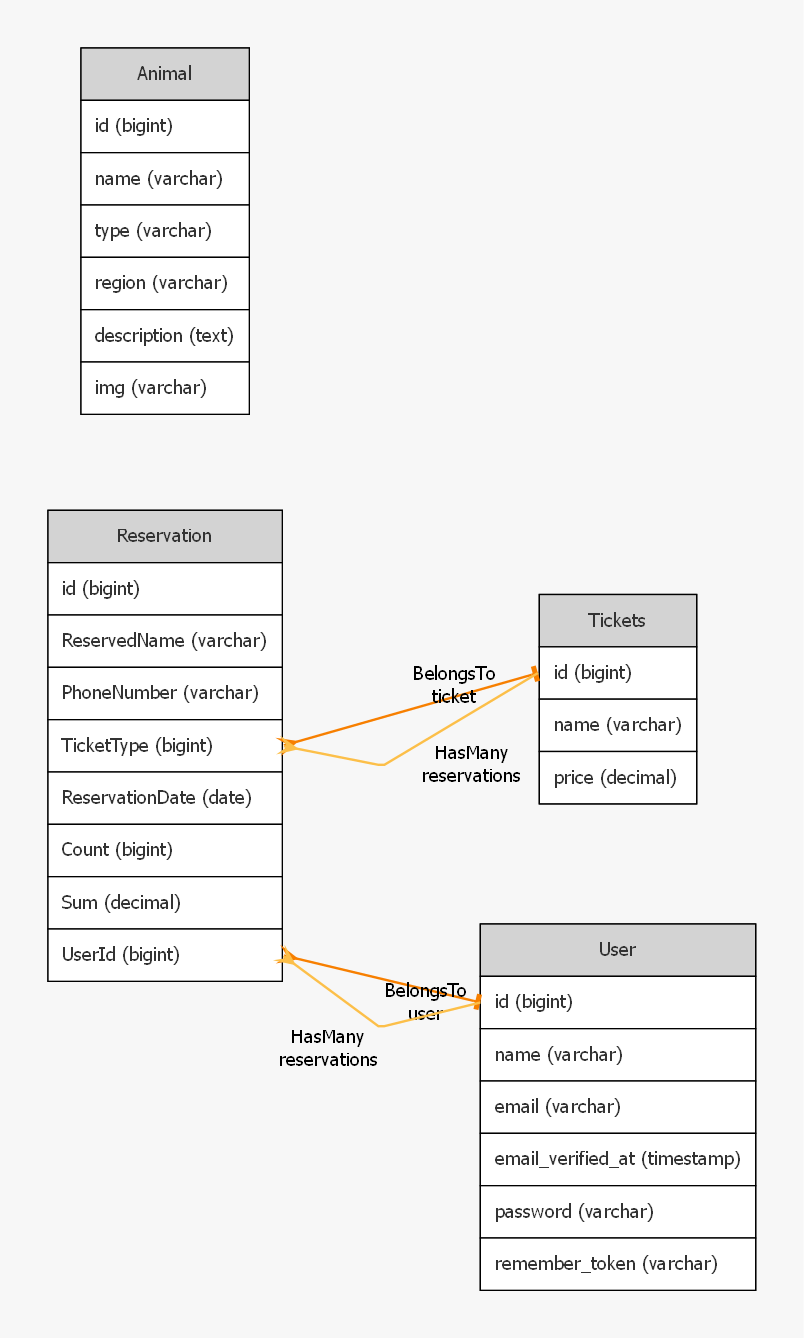 Animal
id (bigint)
name (varchar)
type (varchar)
region (varchar)
description (text)
img (varchar)
Reservation
id (bigint)
ReservedName (varchar)
PhoneNumber (varchar)
TicketType (bigint)
ReservationDate (date)
Count (bigint)
Sum (decimal)
UserId (bigint)
BelongsTo
ticket
HasMany
reservations
Tickets
id (bigint)
name (varchar)
price (decimal)
BelongsTo
user
HasMany
reservations
User
id (bigint)
name (varchar)
email (varchar)
email_verified_at (timestamp)
password (varchar)
remember_token (varchar)